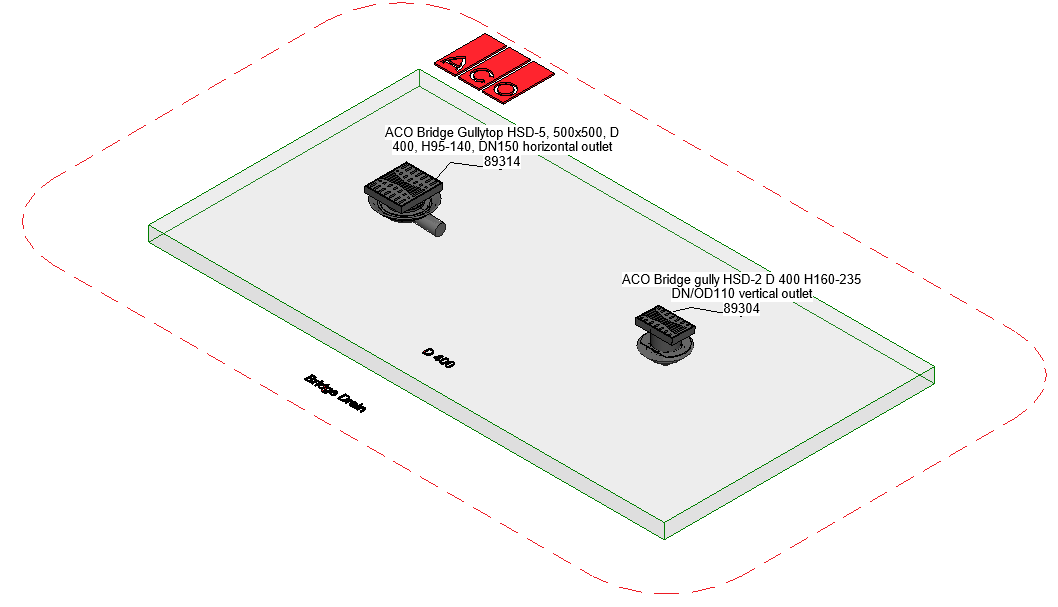 ACO
ACO Bridge Gullytop HSD-5, 500x500, D
400, H95-140, DN150 horizontal outlet
89314
ACO Bridge gully HSD-2 D 400 H160-235
DN/OD110 vertical outlet
89304
D 400
Bridge Drain